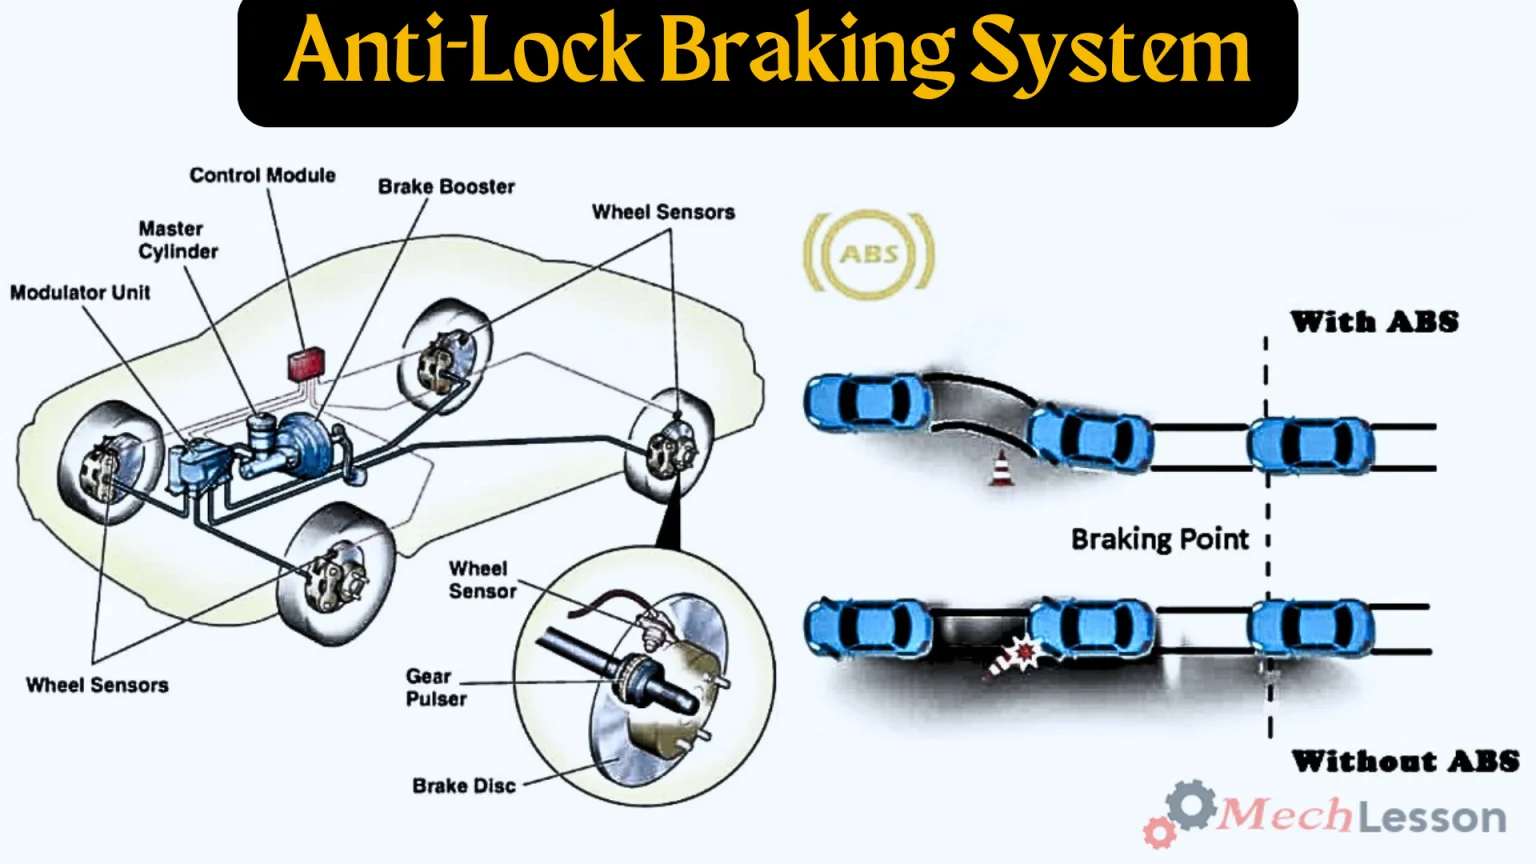 Anti-Lock Braking System
Control Module
Brake Booster
Wheel Sensors
Master
Cylinder
Modulator Unit
ABS
With ABS
Braking Point
Wheel
Sensor
Gear
Pulser
Wheel Sensors
Brake Disc
Without ABS
MechLesson